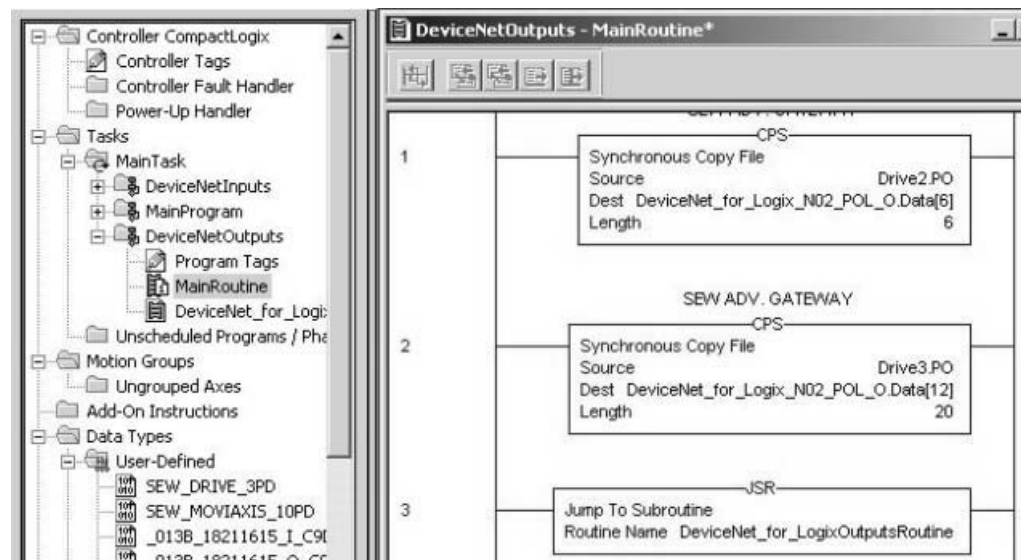 Controller CompactLogix
Controller Tags
Controller Fault Handler
Power-Up Handler
Tasks
MainTask
DeviceNetInputs
MainProgram
DeviceNetOutputs
Program Tags
MainRoutine
DeviceNet_for_Logi
Unscheduled Programs / Pha
Motion Groups
Ungrouped Axes
Add-On Instructions
Data Types
User-Defined
SEW_DRIVE_3PD
SEW_MOVIAXIS_10PD
_013B_18211615_I_C9
DeviceNetOutputs - MainRoutine*
CPS
1
Synchronous Copy File
Source Drive2.PO
Dest DeviceNet_for_Logix_N02_POL_O.Data[6]
Length 6
SEW ADV. GATEWAY
CPS
2
Synchronous Copy File
Source Drive3.PO
Dest DeviceNet_for_Logix_N02_POL_O.Data[12]
Length 20
JSR
3
Jump To Subroutine
Routine Name DeviceNet_for_LogixOutputsRoutine